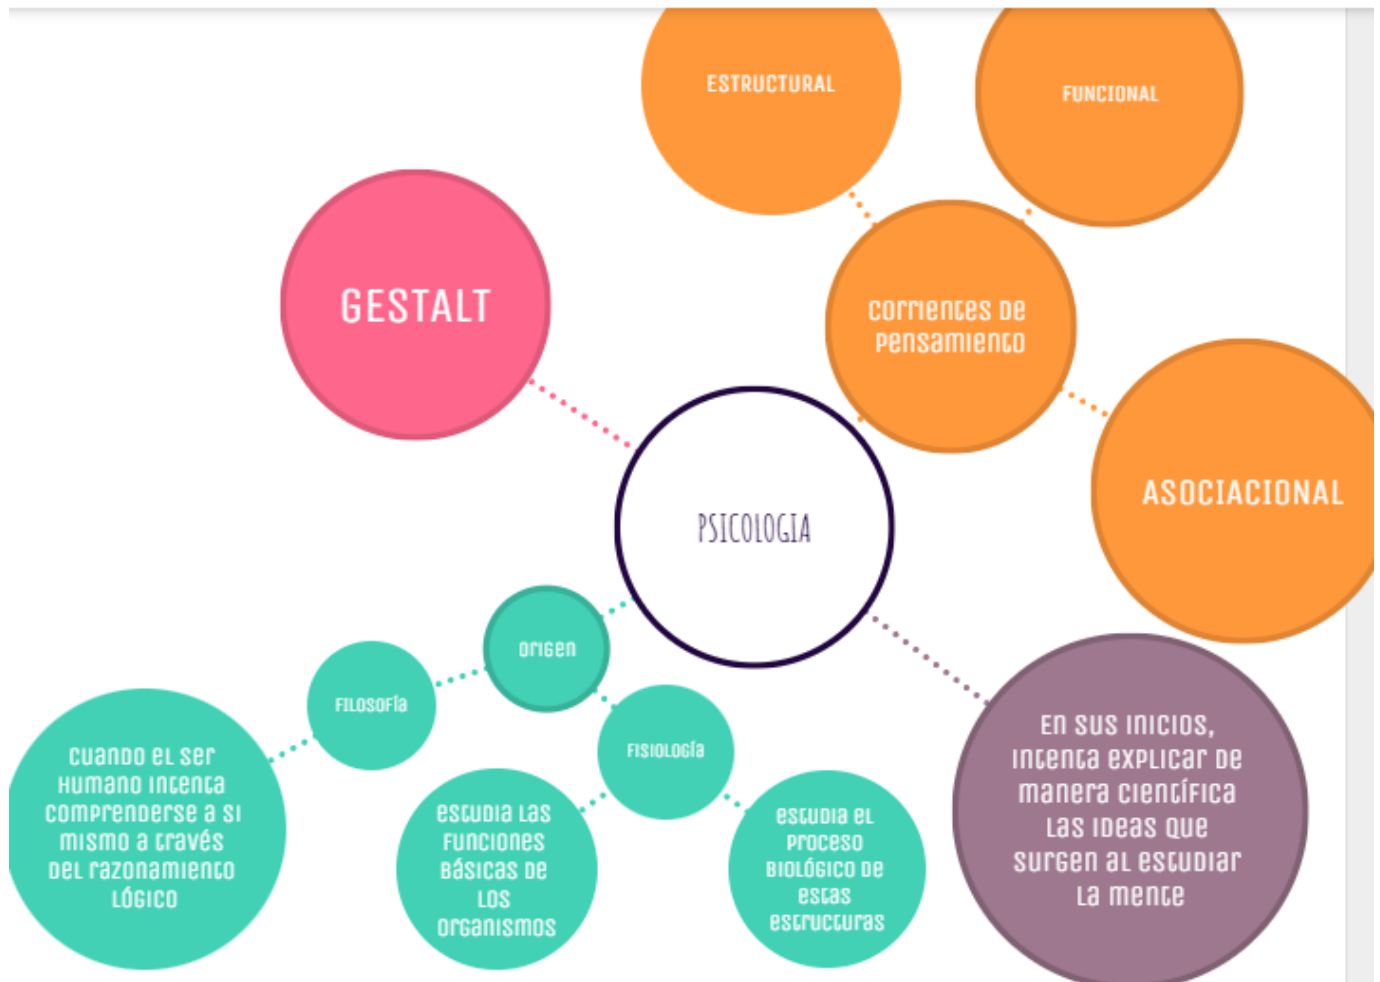 ESTRUCTURAL
FUNCIONAL
GESTALT
Corrientes de
Pensamiento
ASOCIACIONAL
PSICOLOGIA
Origen
Filosofía
Fisiología
Cuando el ser
humano intenta
comprenderse a si
mismo a través
del razonamiento
lógico
estudia las
funciones
básicas de
los
organismos
estudia el
proceso
biológico de
estas
estructuras
En sus inicios,
intenta explicar de
manera científica
las ideas que
surgen al estudiar
la mente